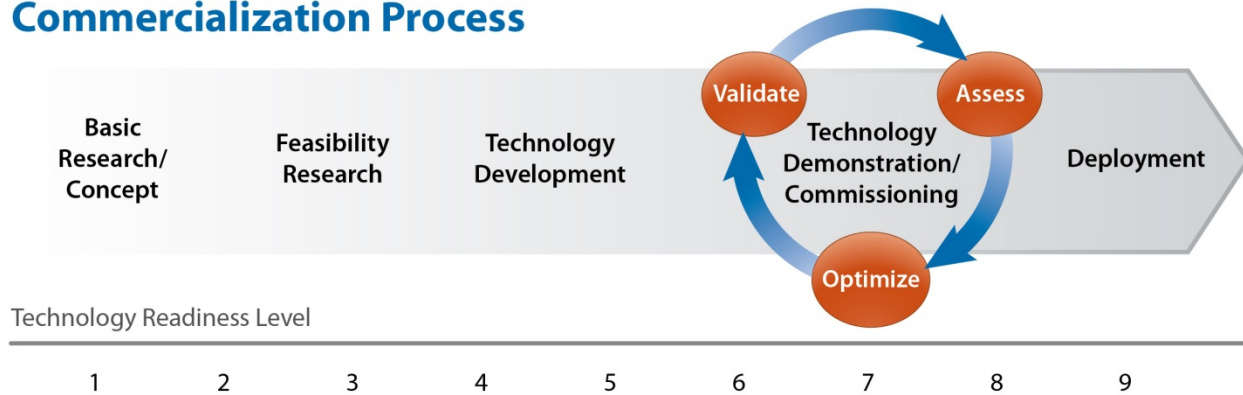 Commercialization Process
Basic
Research/
Concept
Feasibility
Research
Technology
Development
Validate
Assess
Technology
Demonstration/
Commissioning
Optimize
Deployment
Technology Readiness Level
1 2 3 4 5 6 7 8 9